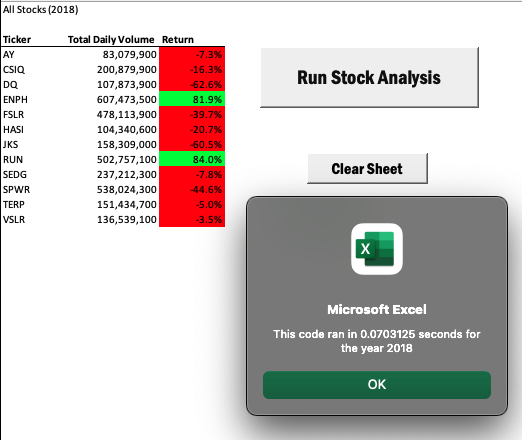 All Stocks (2018)
Ticker Total Daily Volume Return
AY 83,079,900 -7.3%
CSIQ 200,879,900 -16.3%
DQ 107,873,900 -62.6%
ENPH 607,473,500 81.9%
FSLR 478,113,900 -39.7%
HASI 104,340,600 -20.7%
JKS 158,309,000 -60.5%
RUN 502,757,100 84.0%
SEDG 237,212,300 -7.8%
SPWR 538,024,300 -44.6%
TERP 151,434,700 -5.0%
VSLR 136,539,100 -3.5%
Run Stock Analysis
Clear Sheet
X
Microsoft Excel
This code ran in 0.0703125 seconds for
the year 2018
OK